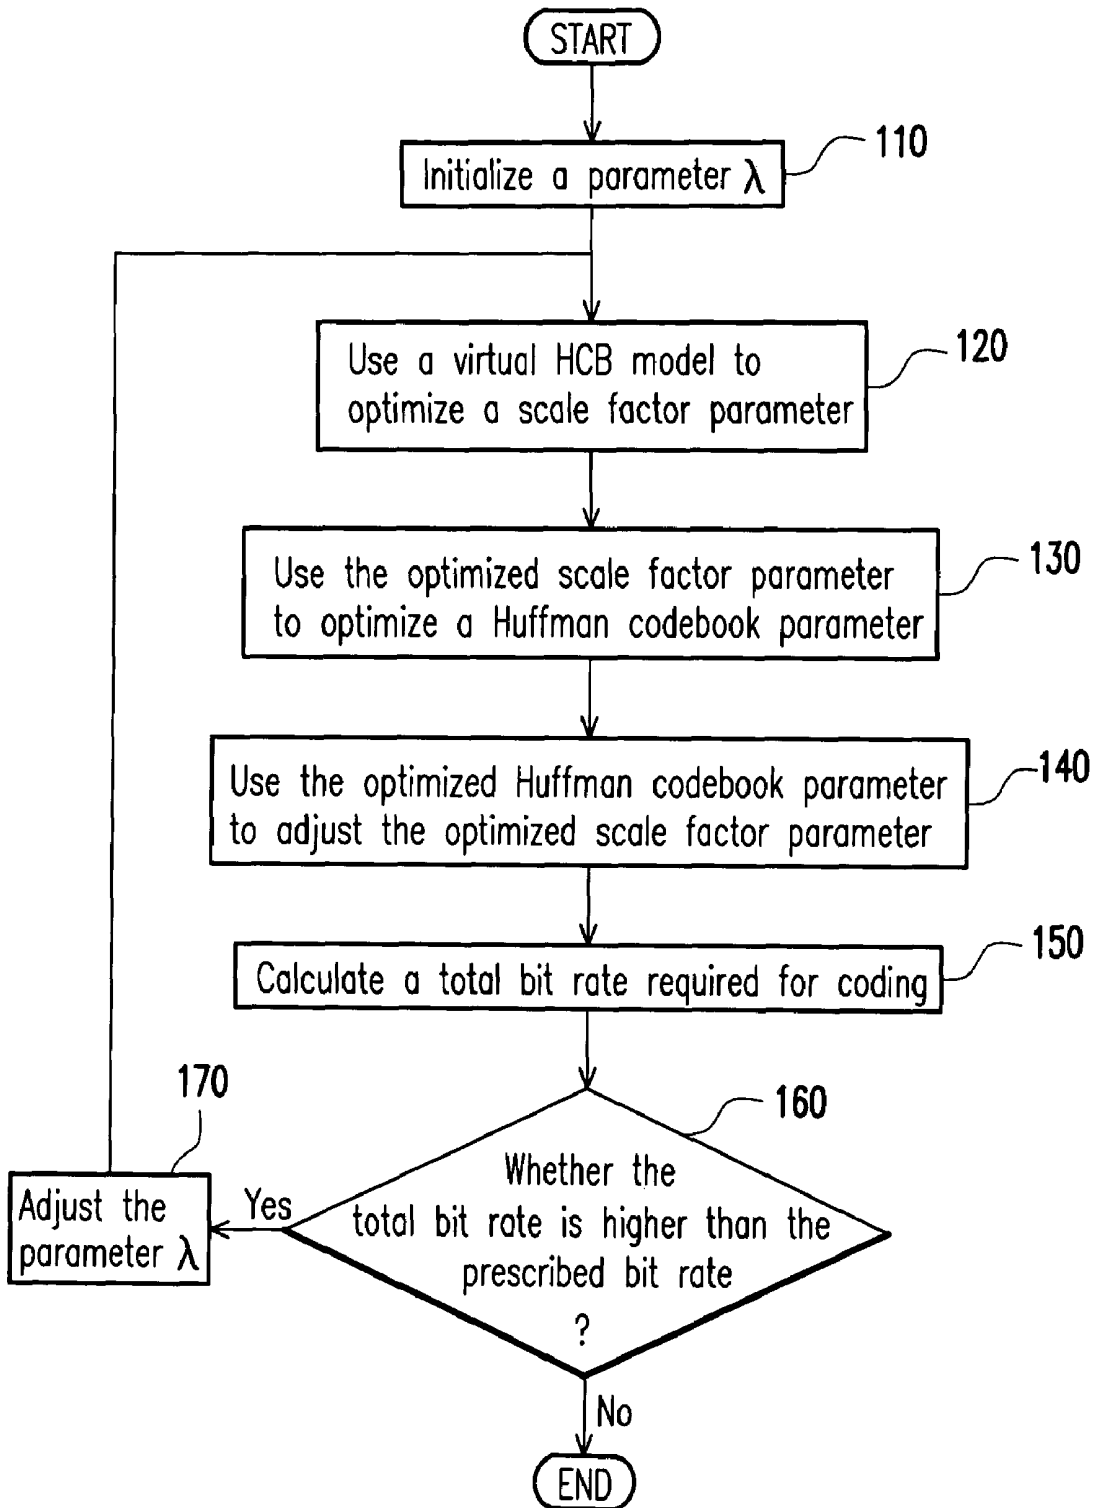 START
110
Initialize a parameter λ
120
Use a virtual HCB model to
optimize a scale factor parameter
130
Use the optimized scale factor parameter
to optimize a Huffman codebook parameter
140
Use the optimized Huffman codebook parameter
to adjust the optimized scale factor parameter
150
Calculate a total bit rate required for coding
160
Whether the
total bit rate is higher than the
prescribed bit rate
?
170
Yes
Adjust the
parameter λ
No
END